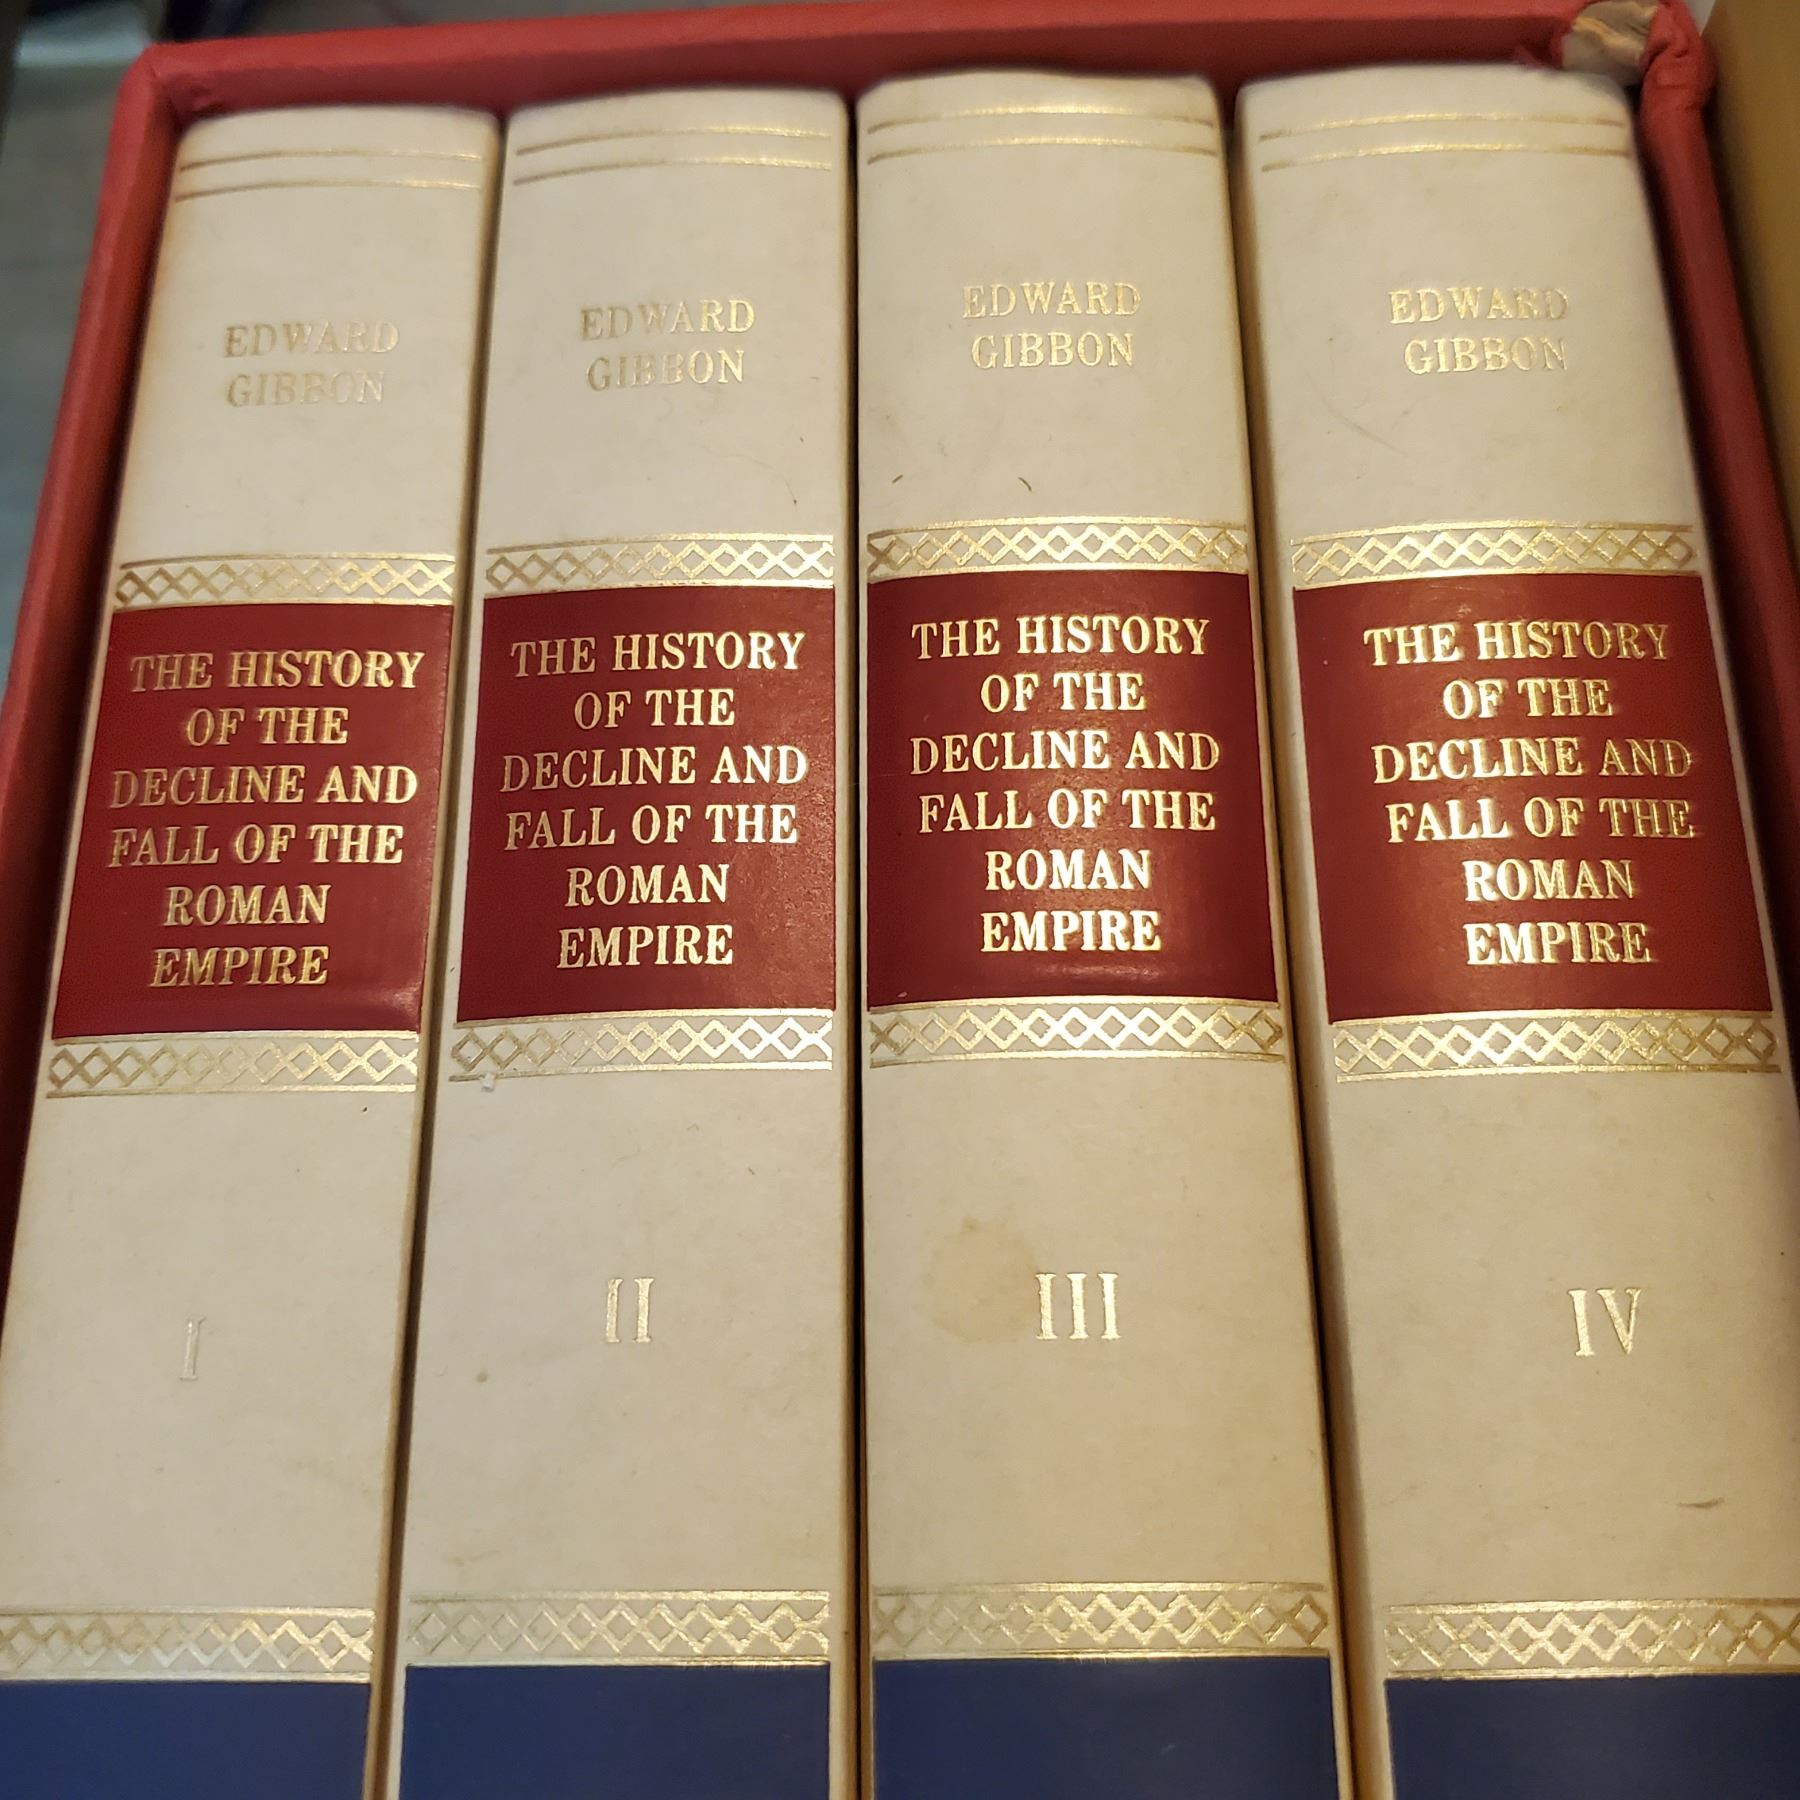 EDWARD
GIBBON
THE HISTORY
OF THE
DECLINE AND
FALL OF THE
ROMAN
EMPIRE
I
EDWARD
GIBBON
THE HISTORY
OF THE
DECLINE AND
FALL OF THE
ROMAN
EMPIRE
II
EDWARD
GIBBON
THE HISTORY
OF THE
DECLINE AND
FALL OF THE
ROMAN
EMPIRE
III
EDWARD
GIBBON
THE HISTORY
OF THE
DECLINE AND
FALL OF THE
ROMAN
EMPIRE
IV